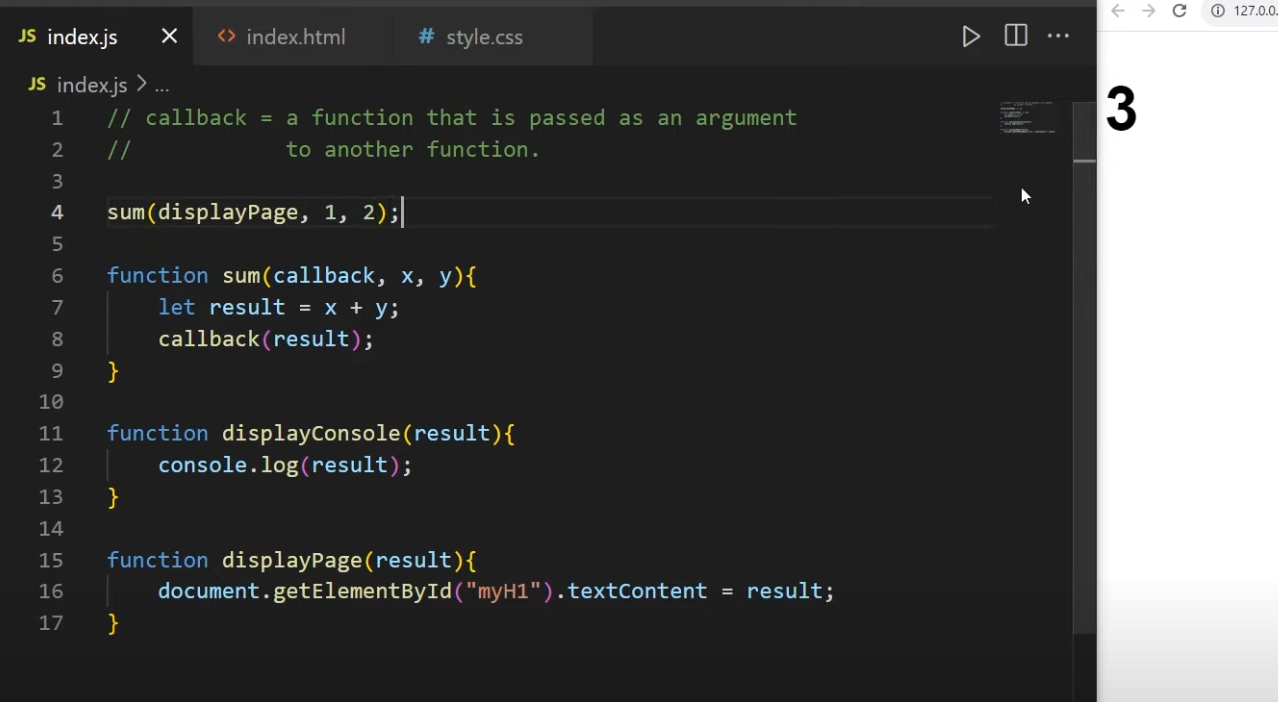 JS index.js × <> index.html # style.css
127.0.0.
JS index.js > ...
1 // callback = a function that is passed as an argument
2 //            to another function.
3
4 sum(displayPage, 1, 2);
5
6 function sum(callback, x, y){
7     let result = x + y;
8     callback(result);
9 }
10
11 function displayConsole(result){
12     console.log(result);
13 }
14
15 function displayPage(result){
16     document.getElementById("myH1").textContent = result;
17 }
3